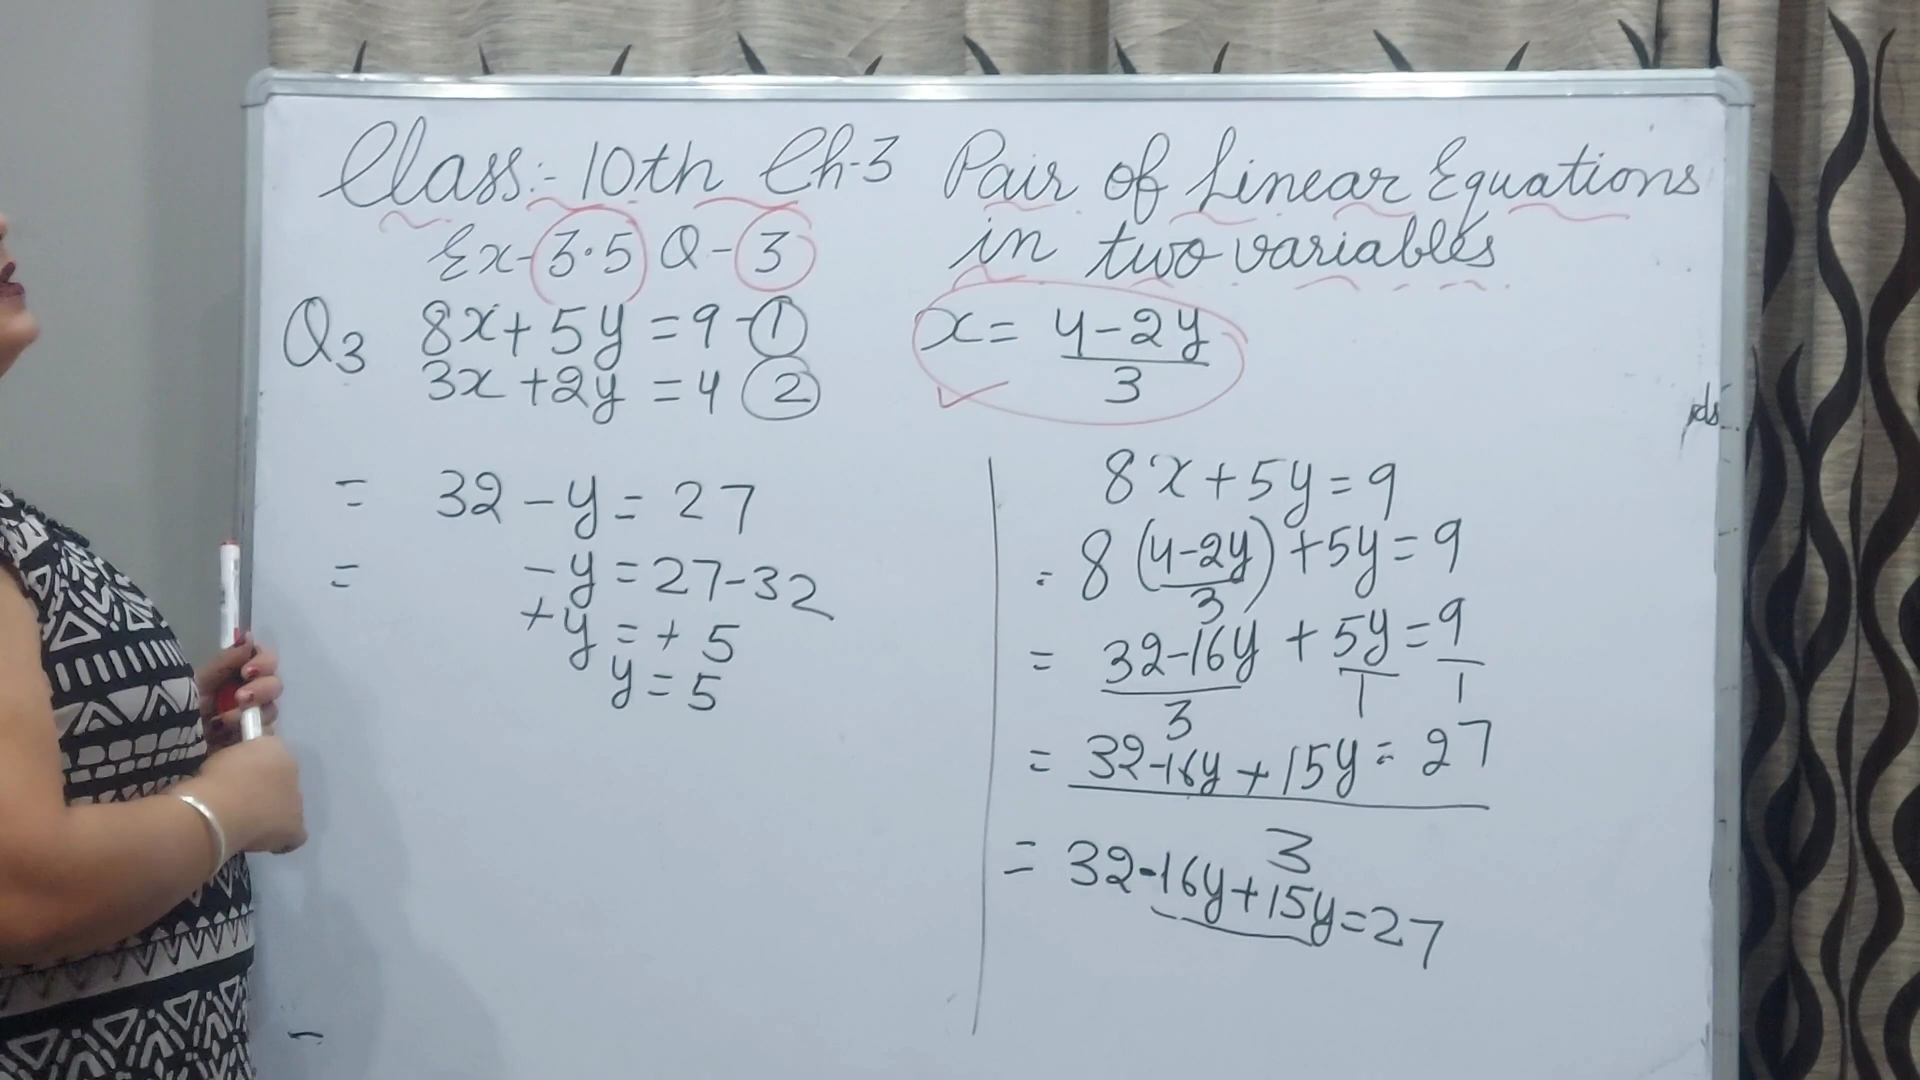 Class:- 10th Ch-3 Pair of Linear Equations
in two variables
Ex-3.5 Q-3
Q3 8x+5y=9-①
3x+2y=4 ②
x= 4-2y
3
= 32-y=27
= -y=27-32
+y=+5
y=5
8x+5y=9
= 8(4-2y)+5y=9
3
= 32-16y+5y=9
3 1 1
= 32-16y+15y=27
3
= 32-16y+15y=27